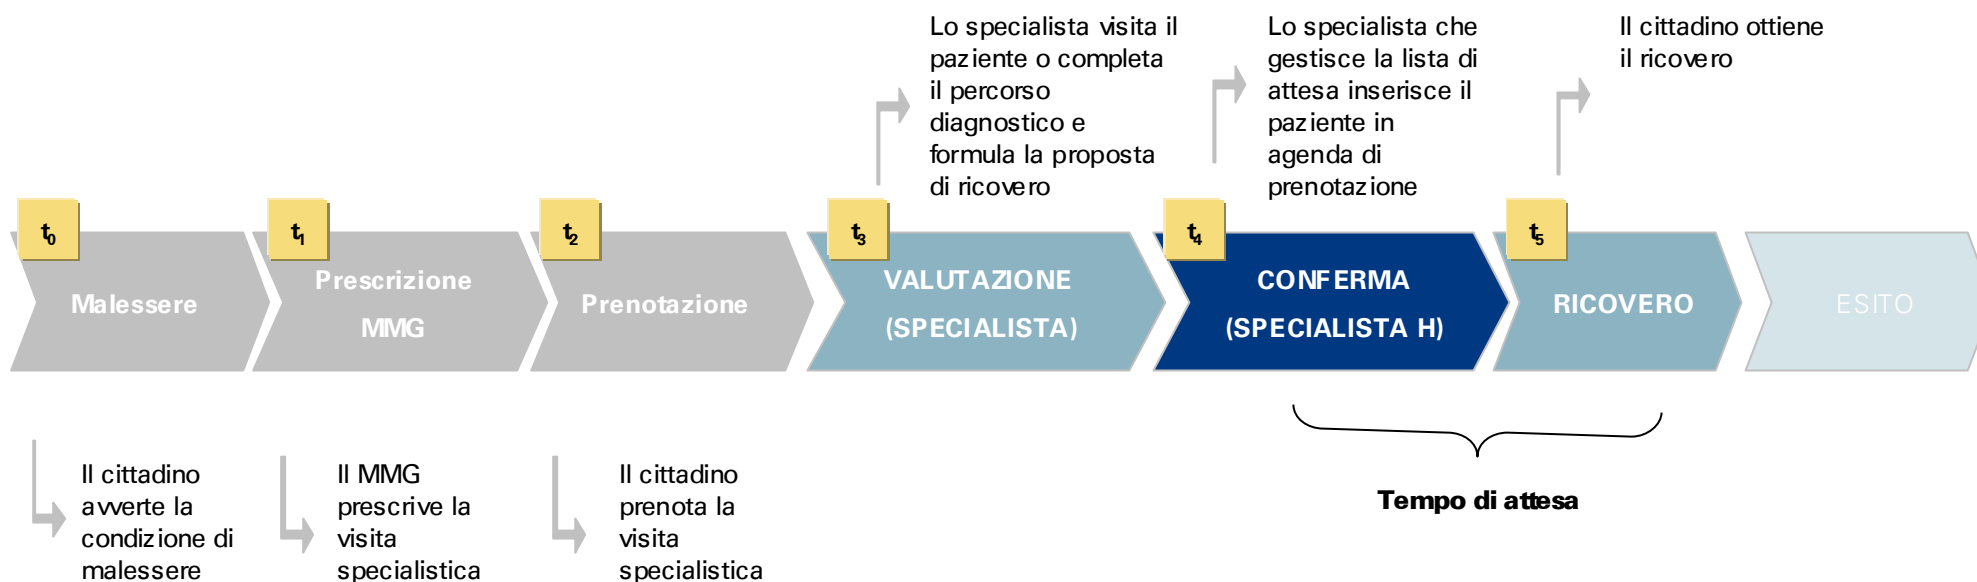 Lo specialista visita il
paziente o completa
il percorso
diagnostico e
formula la proposta
di ricovero
Lo specialista che
gestisce la lista di
attesa inserisce il
paziente in
agenda di
prenotazione
Il cittadino ottiene
il ricovero
t0
t1
t2
t3
t4
t5
Malessere
Prescrizione
MMG
Prenotazione
VALUTAZIONE
(SPECIALISTA)
CONFERMA
(SPECIALISTA H)
RICOVERO
ESITO
Il cittadino
avverte la
condizione di
malessere
Il MMG
prescrive la
visita
specialistica
Il cittadino
prenota la
visita
specialistica
Tempo di attesa